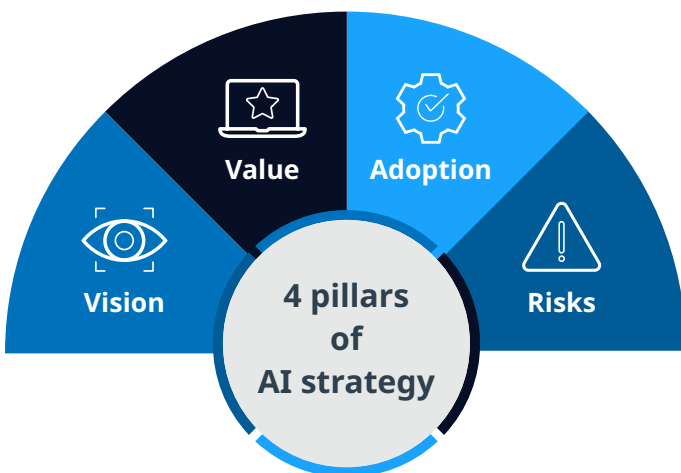 Value
Adoption
Vision
Risks
4 pillars
of
AI strategy